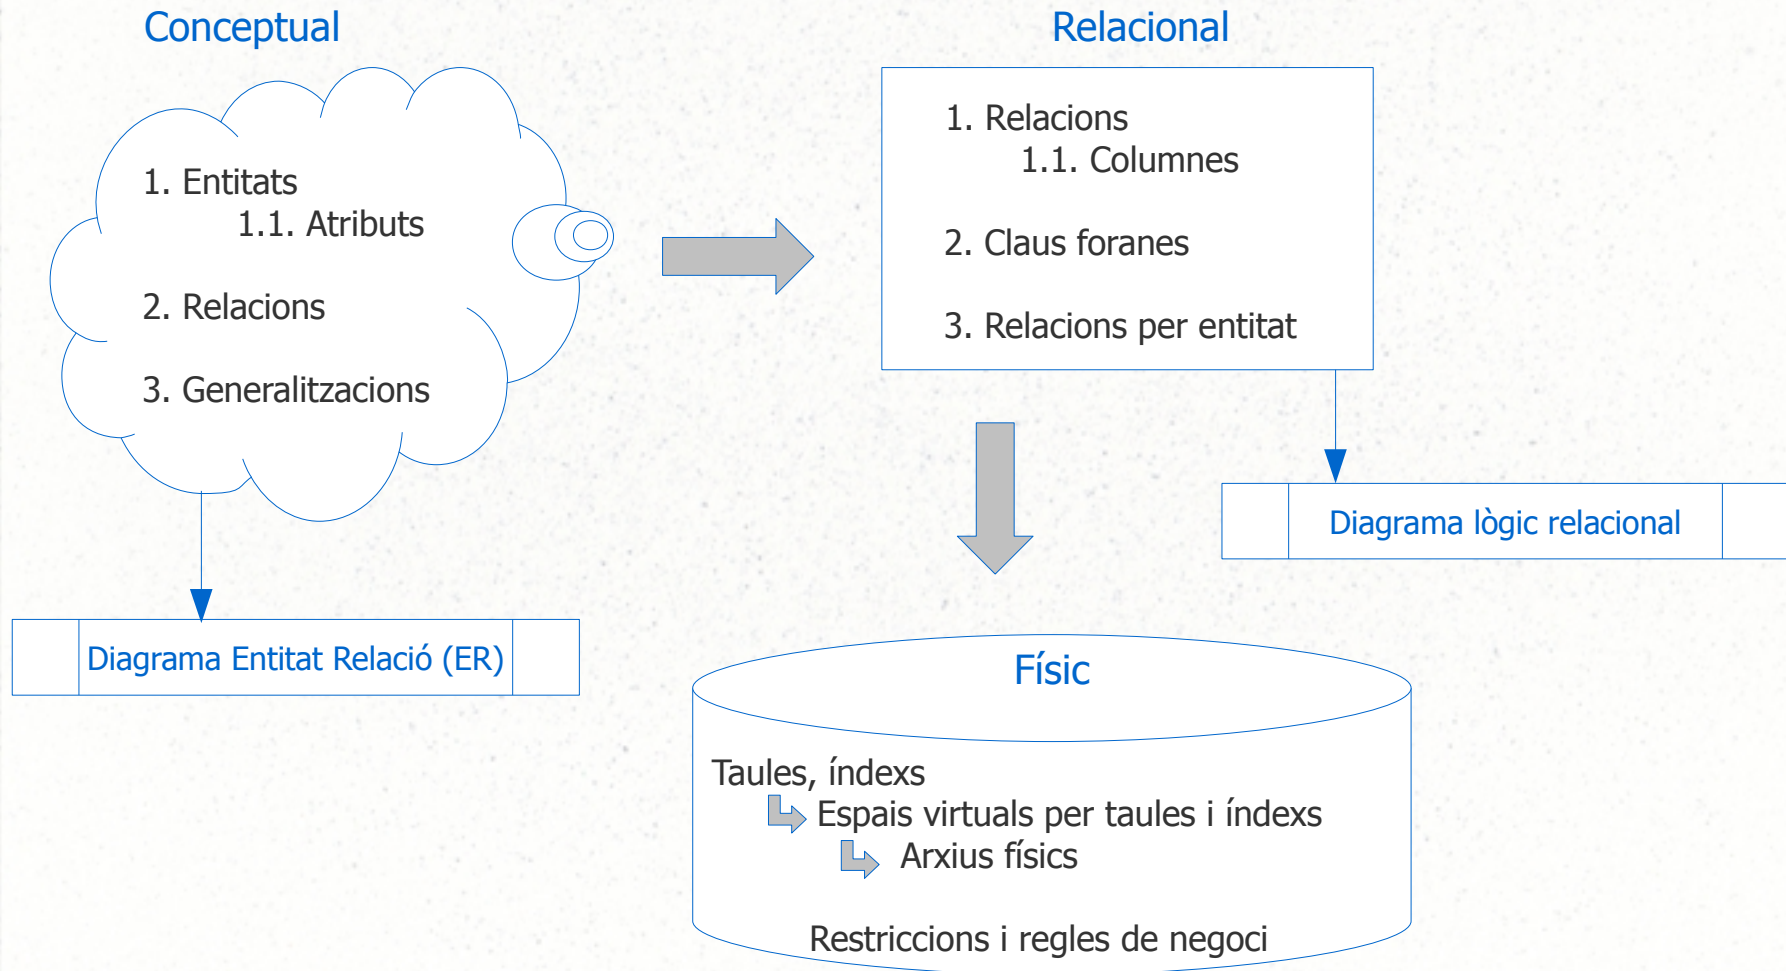 Conceptual
1. Entitats
1.1. Atributs
2. Relacions
3. Generalitzacions
Diagrama Entitat Relació (ER)
Relacional
1. Relacions
1.1. Columnes
2. Claus foranes
3. Relacions per entitat
Diagrama lògic relacional
Físic
Taules, índexs
Espais virtuals per taules i índexs
Arxius físics
Restriccions i regles de negoci